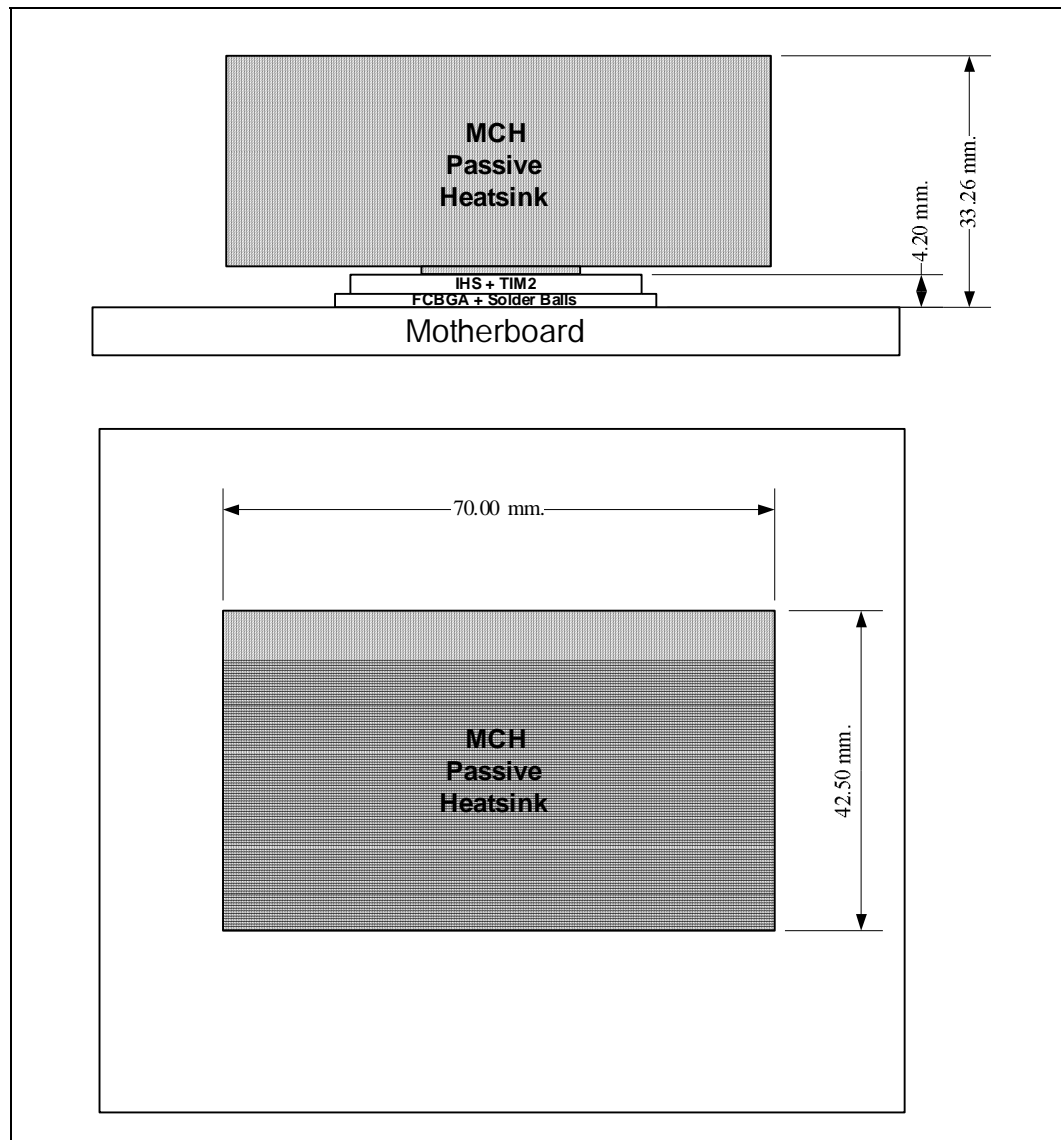 MCH
Passive
Heatsink
33.26 mm.
4.20 mm.
IHS + TIM2
FCBGA + Solder Balls
Motherboard
70.00 mm.
MCH
Passive
Heatsink
42.50 mm.